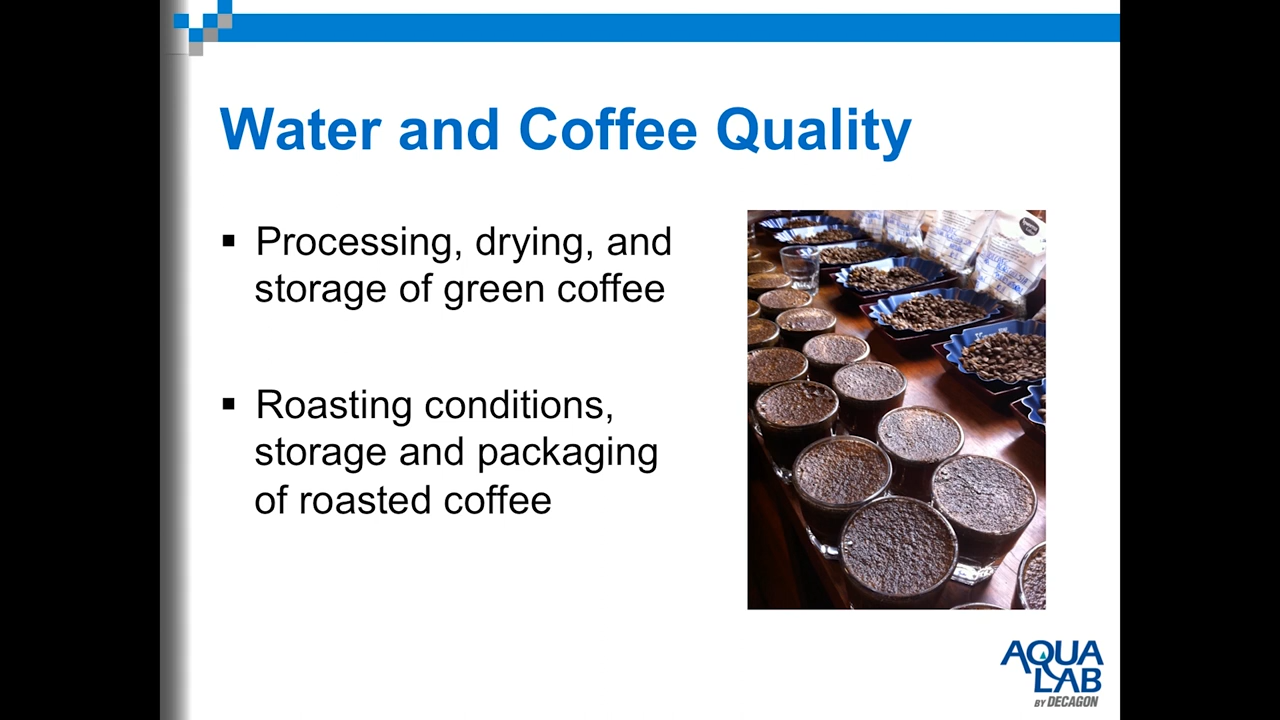 Water and Coffee Quality
▪ Processing, drying, and
storage of green coffee
▪ Roasting conditions,
storage and packaging
of roasted coffee
AQUA
LAB
BY DECAGON